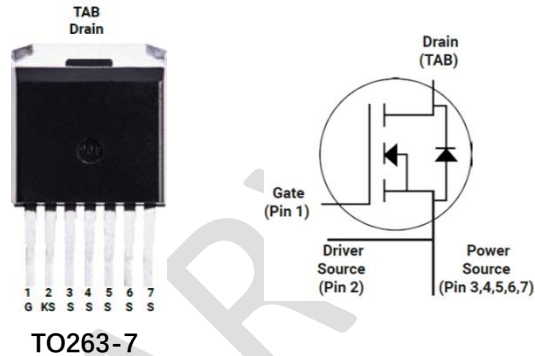 TAB
Drain
1 2 3 4 5 6 7
G KS S S S S S
TO263-7
Drain
(TAB)
Gate
(Pin 1)
Driver
Source
(Pin 2)
Power
Source
(Pin 3,4,5,6,7)